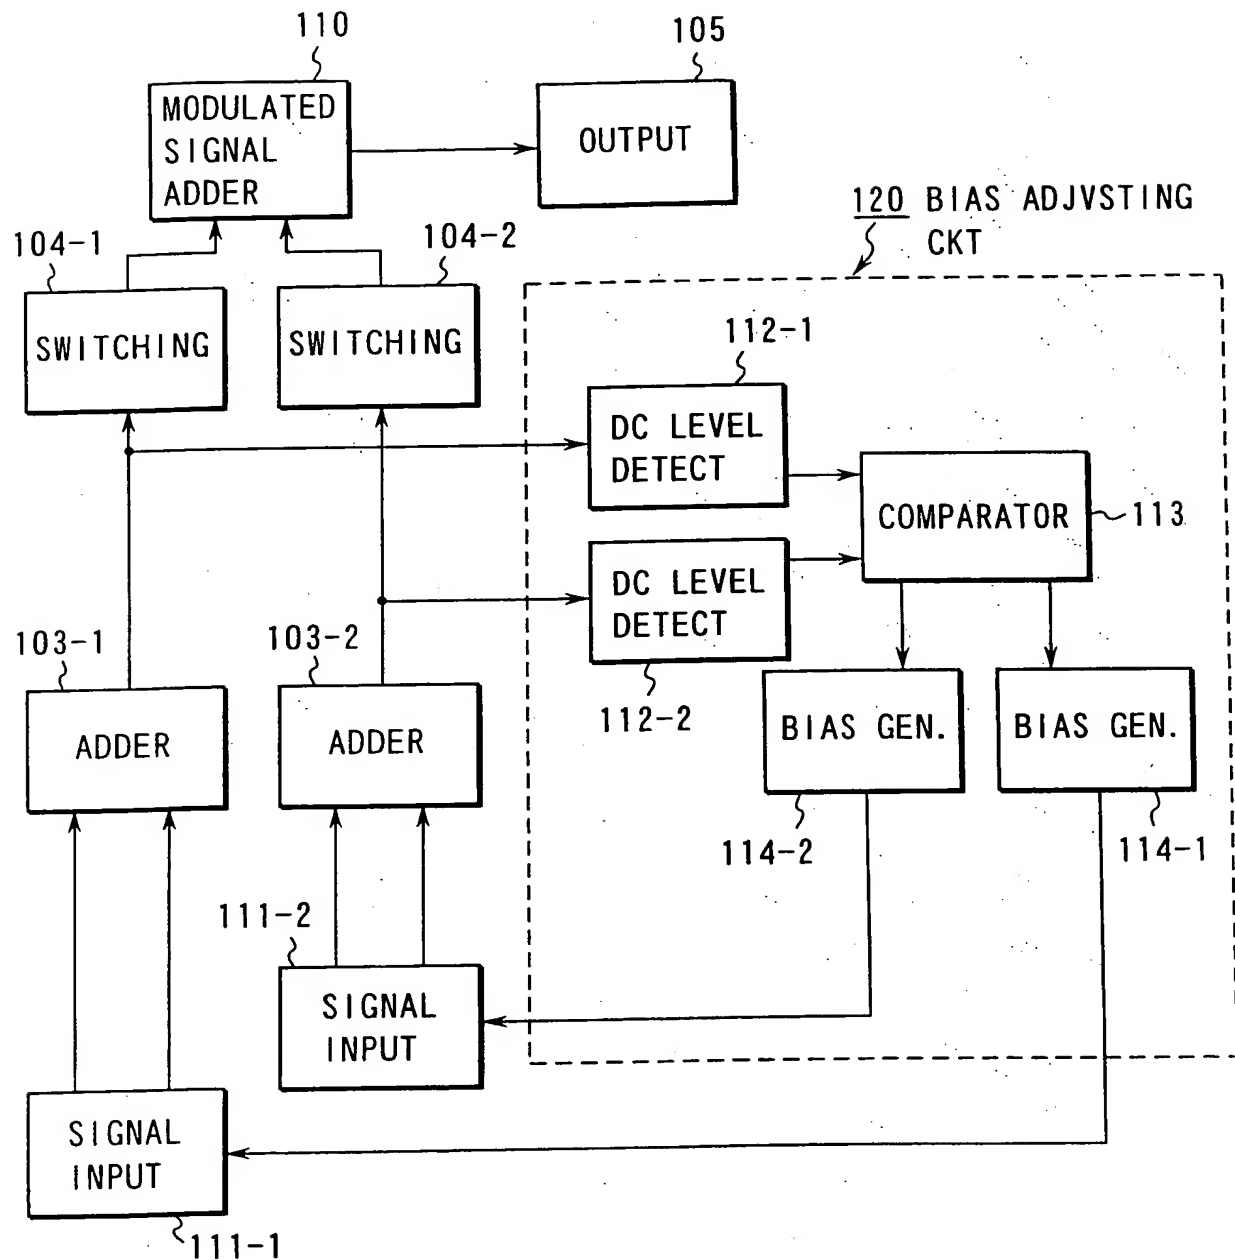 110
105
MODULATED
SIGNAL
ADDER
OUTPUT
120 BIAS ADJVSTING
CKT
104-1
104-2
SWITCHING
SWITCHING
112-1
DC LEVEL
DETECT
COMPARATOR
113
DC LEVEL
DETECT
112-2
103-1
103-2
ADDER
ADDER
BIAS GEN.
BIAS GEN.
114-2
114-1
111-2
SIGNAL
INPUT
SIGNAL
INPUT
111-1